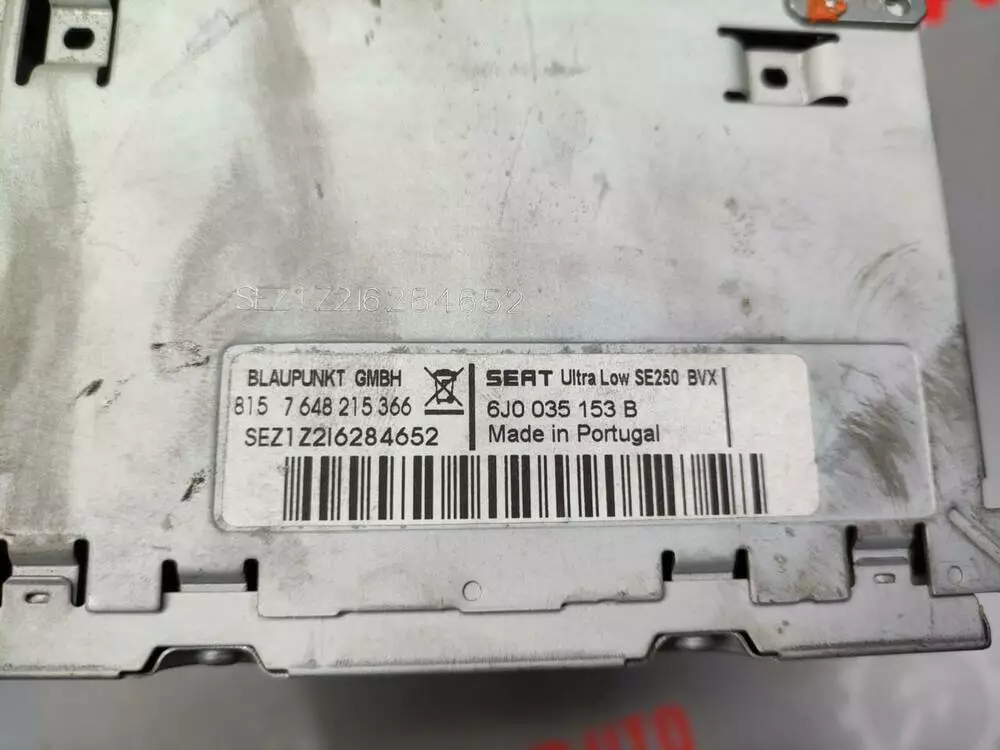 SEZ1Z2I6284652
BLAUPUNKT GMBH
815 7 648 215 366
SEZ1Z2I6284652
SEAT Ultra Low SE250 BVX
6J0 035 153 B
Made in Portugal